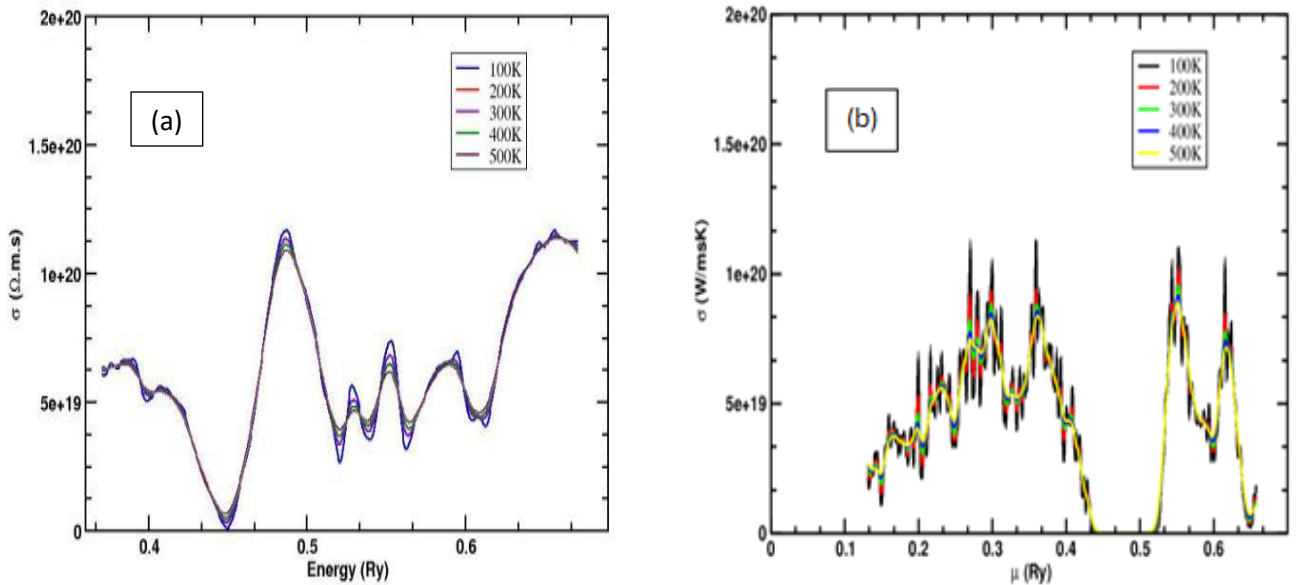 2e+20
1.5e+20
1e+20
5e+19
0
σ (Ω.m.s)
(a)
100K
200K
300K
400K
500K
0.4
0.5
0.6
Energy (Ry)
2e+20
1.5e+20
1e+20
5e+19
0
σ (W/msK)
(b)
100K
200K
300K
400K
500K
0
0.1
0.2
0.3
0.4
0.5
0.6
μ (Ry)